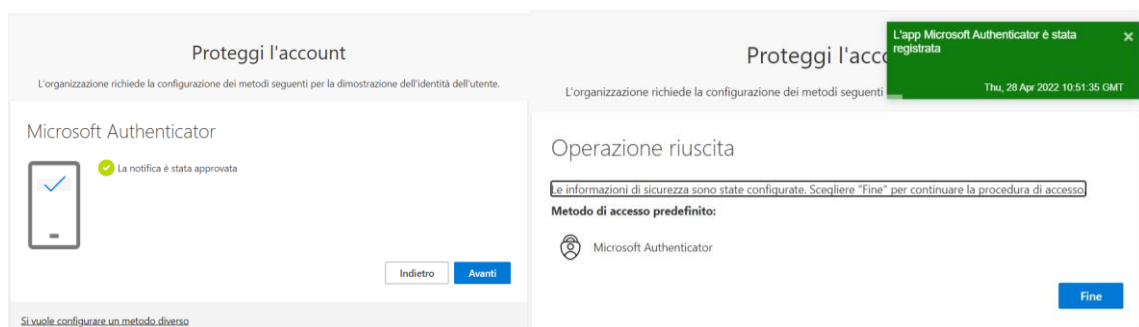 Proteggi l'account
L'organizzazione richiede la configurazione dei metodi seguenti per la dimostrazione dell'identità dell'utente.
Microsoft Authenticator
La notifica è stata approvata
Indietro
Avanti
Si vuole configurare un metodo diverso
Proteggi l'acco
L'organizzazione richiede la configurazione dei metodi seguenti
L'app Microsoft Authenticator è stata
registrata
Thu, 28 Apr 2022 10:51:35 GMT
Operazione riuscita
Le informazioni di sicurezza sono state configurate. Scegliere "Fine" per continuare la procedura di accesso.
Metodo di accesso predefinito:
Microsoft Authenticator
Fine